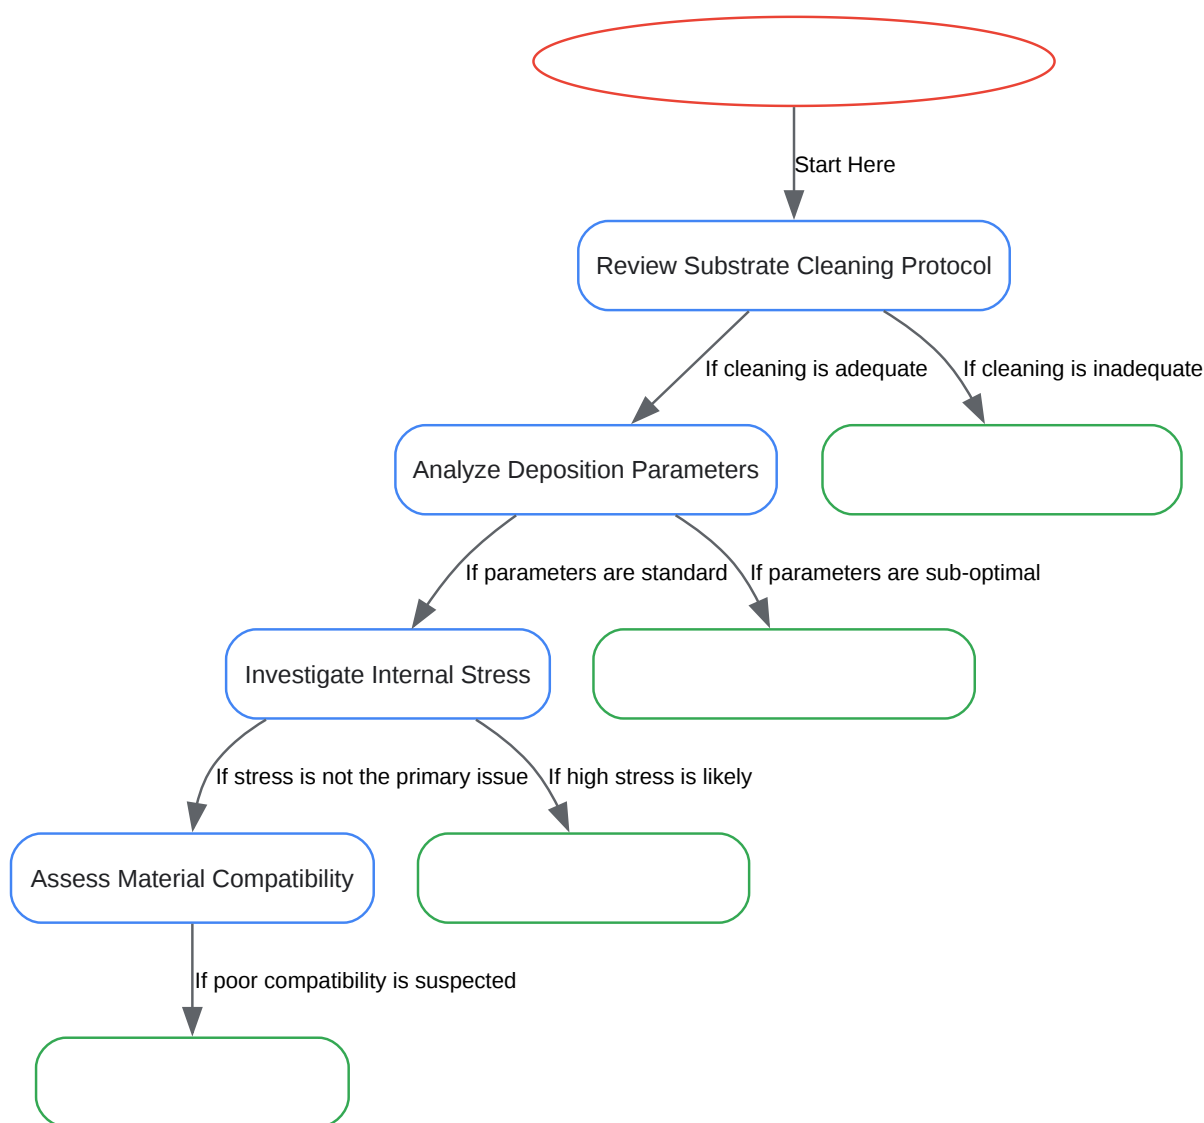 Start Here
Review Substrate Cleaning Protocol
If cleaning is adequate
If cleaning is inadequate
Analyze Deposition Parameters
If parameters are standard
If parameters are sub-optimal
Investigate Internal Stress
If stress is not the primary issue
If high stress is likely
Assess Material Compatibility
If poor compatibility is suspected